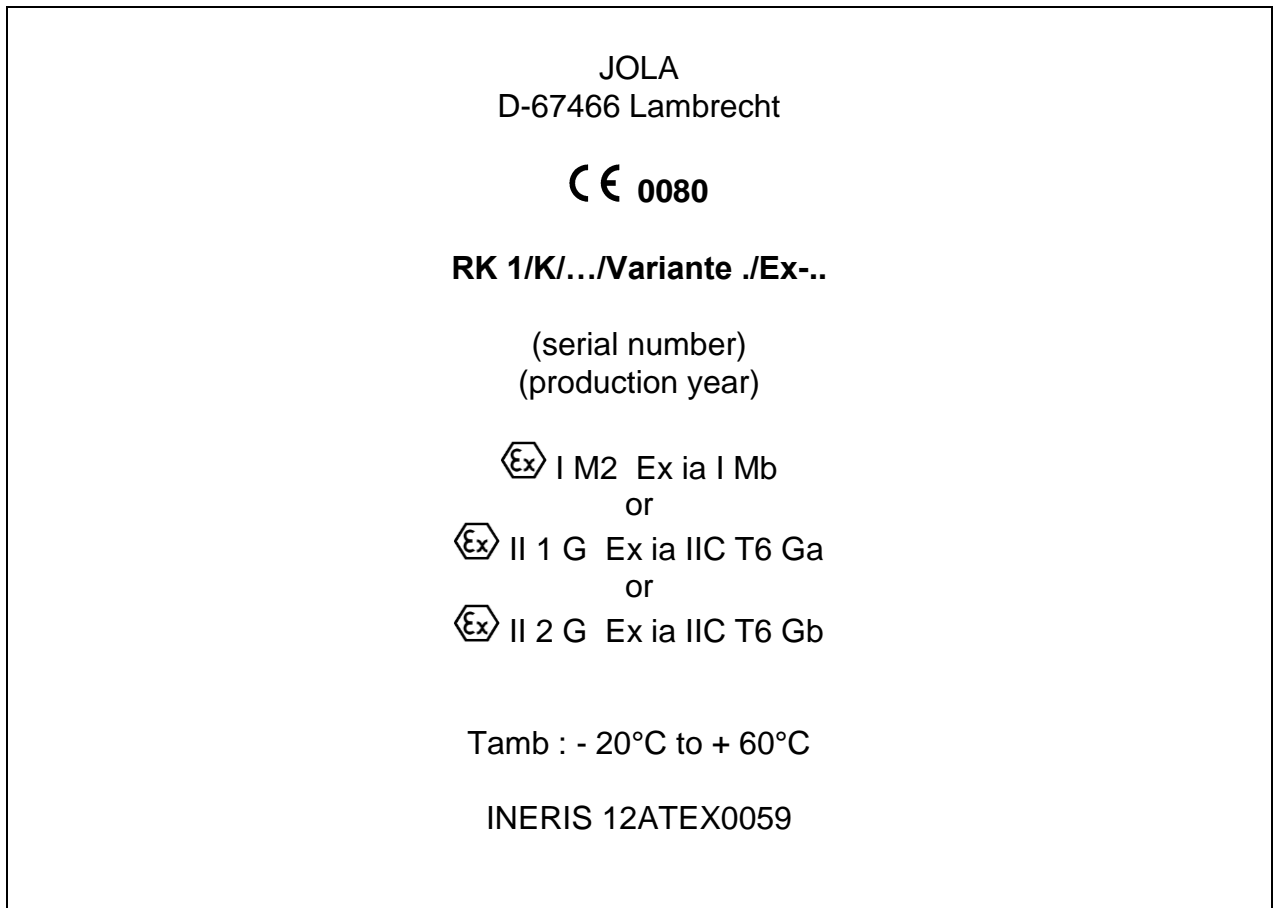 JOLA
D-67466 Lambrecht
CE 0080
RK 1/K/…/Variante ./Ex-..
(serial number)
(production year)
Ex I M2 Ex ia I Mb
or
Ex II 1 G Ex ia IIC T6 Ga
or
Ex II 2 G Ex ia IIC T6 Gb
Tamb : - 20°C to + 60°C
INERIS 12ATEX0059